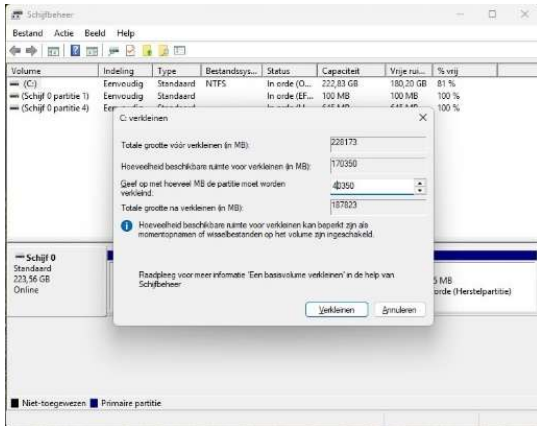 Schijfbeheer
Bestand Actie Beeld Help
Volume Indeling Type Bestandssys... Status Capaciteit Vrije rui... % vrij
(C:) Eenvoudig Standaard NTFS In orde (O... 222,83 GB 180,20 GB 81 %
(Schijf 0 partitie 1) Eenvoudig Standaard In orde (EF... 100 MB 100 MB 100 %
(Schijf 0 partitie 4) 100 %
C: verkleinen
Totale grootte vóór verkleinen (in MB): 228173
Hoeveelheid beschikbare ruimte voor verkleinen (in MB): 170350
Geef op met hoeveel MB de partitie moet worden
verkleind: 40350
Totale grootte na verkleinen (in MB): 187823
Hoeveelheid beschikbare ruimte voor verkleinen kan beperkt zijn als
momentopnamen of wisselbestanden op het volume zijn ingeschakeld.
Raadpleeg voor meer informatie 'Een basisvolume verkleinen' in de help van
Schijfbeheer
Verkleinen Annuleren
Schijf 0
Standaard
223,56 GB
Online
5 MB
orde (Herstelpartitie)
Niet-toegewezen Primaire partitie